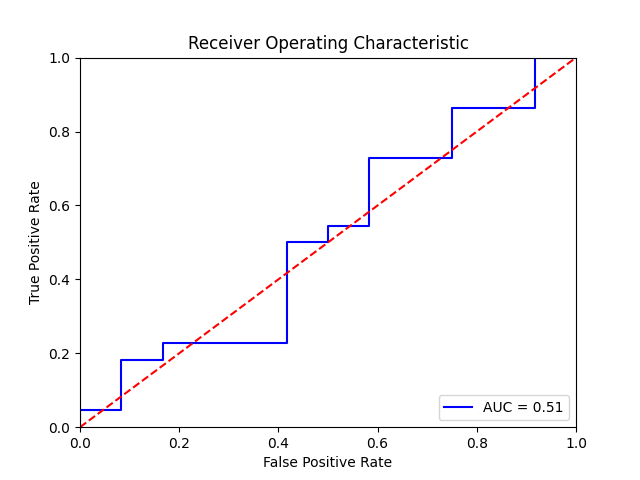 Receiver Operating Characteristic
True Positive Rate
1.0
0.8
0.6
0.4
0.2
0.0
AUC = 0.51
0.0 0.2 0.4 0.6 0.8 1.0
False Positive Rate